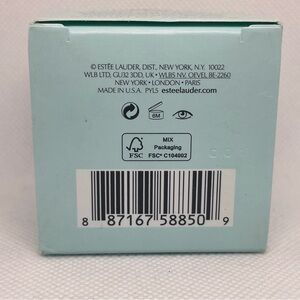 © ESTÉE LAUDER, DIST., NEW YORK, N.Y. 10022
WLB LTD, GU32 3DD, UK • WLBS NV. OEVEL BE-2260
NEW YORK • LONDON • PARIS
MADE IN U.S.A. PYL5 esteelauder.com
6M
FSC
MIX
Packaging
FSC® C104002
8 87167 58850 9